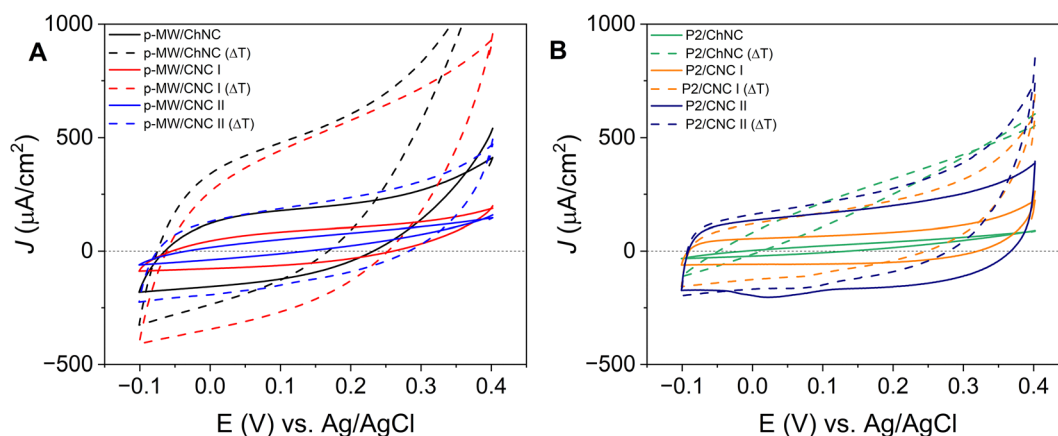 A
p-MW/ChNC
p-MW/ChNC (ΔT)
p-MW/CNC I
p-MW/CNC I (ΔT)
p-MW/CNC II
p-MW/CNC II (ΔT)
1000
500
0
−500
J (µA/cm²)
−0.1 0.0 0.1 0.2 0.3 0.4
E (V) vs. Ag/AgCl
B
P2/ChNC
P2/ChNC (ΔT)
P2/CNC I
P2/CNC I (ΔT)
P2/CNC II
P2/CNC II (ΔT)
1000
500
0
−500
J (µA/cm²)
−0.1 0.0 0.1 0.2 0.3 0.4
E (V) vs. Ag/AgCl